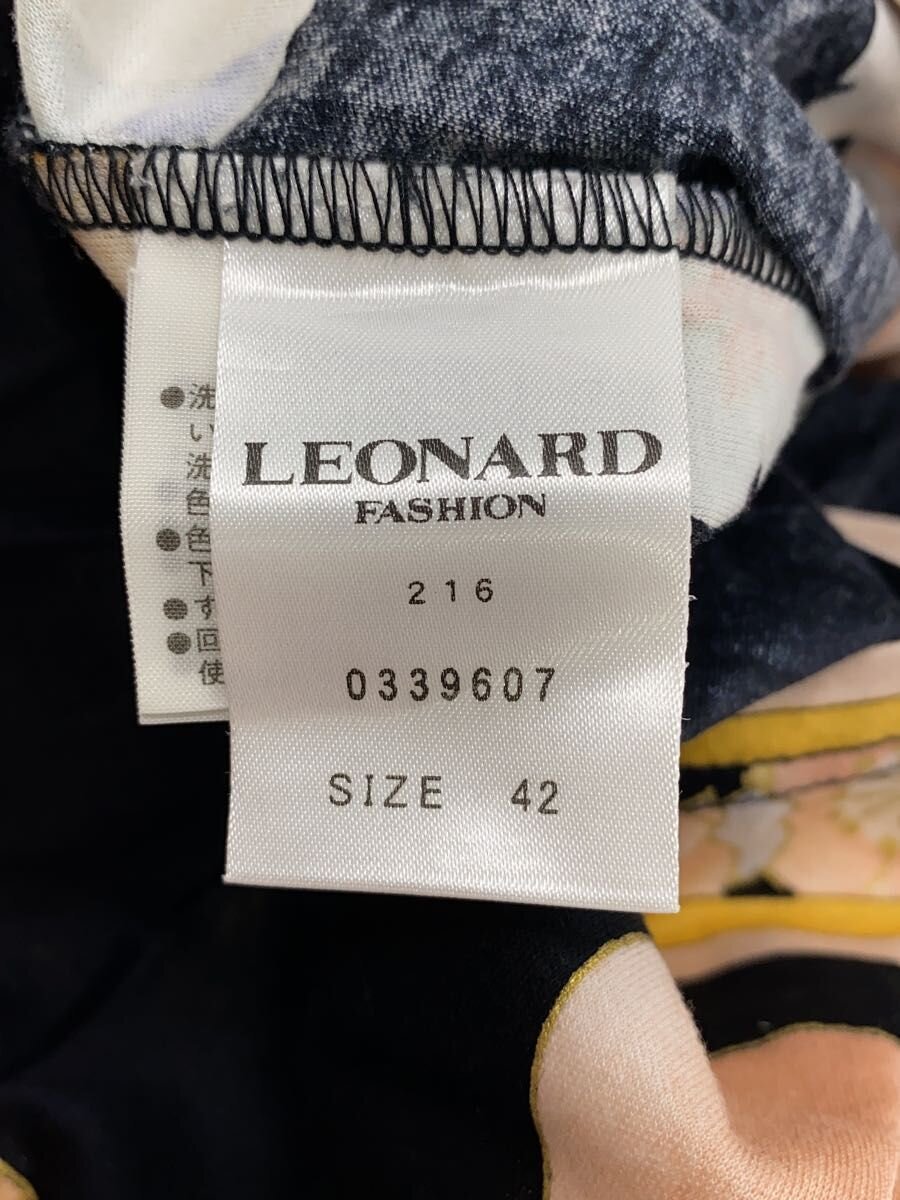 LEONARD
FASHION
216
0339607
SIZE 42
●洗
い
洗
色
●色
下
●す
●回
使